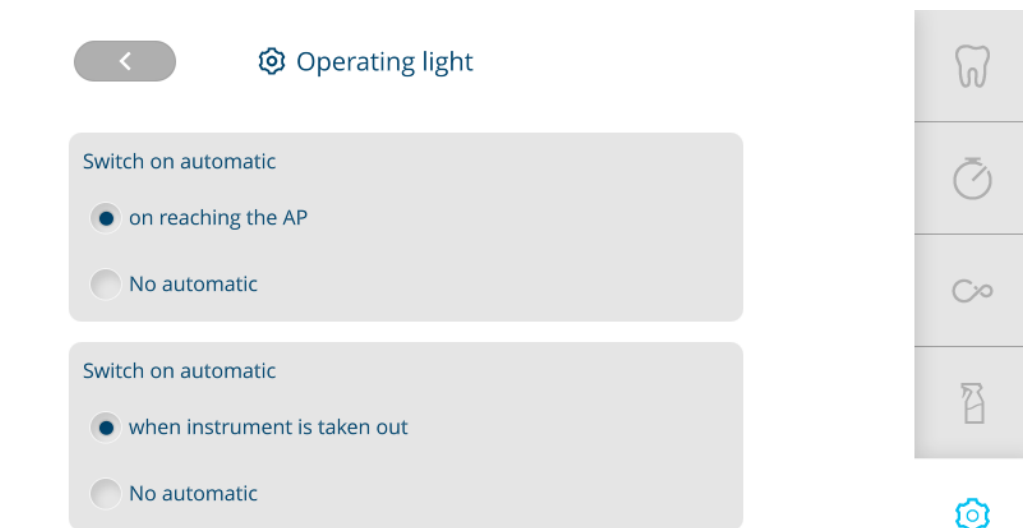 Operating light
Switch on automatic
on reaching the AP
No automatic
Switch on automatic
when instrument is taken out
No automatic